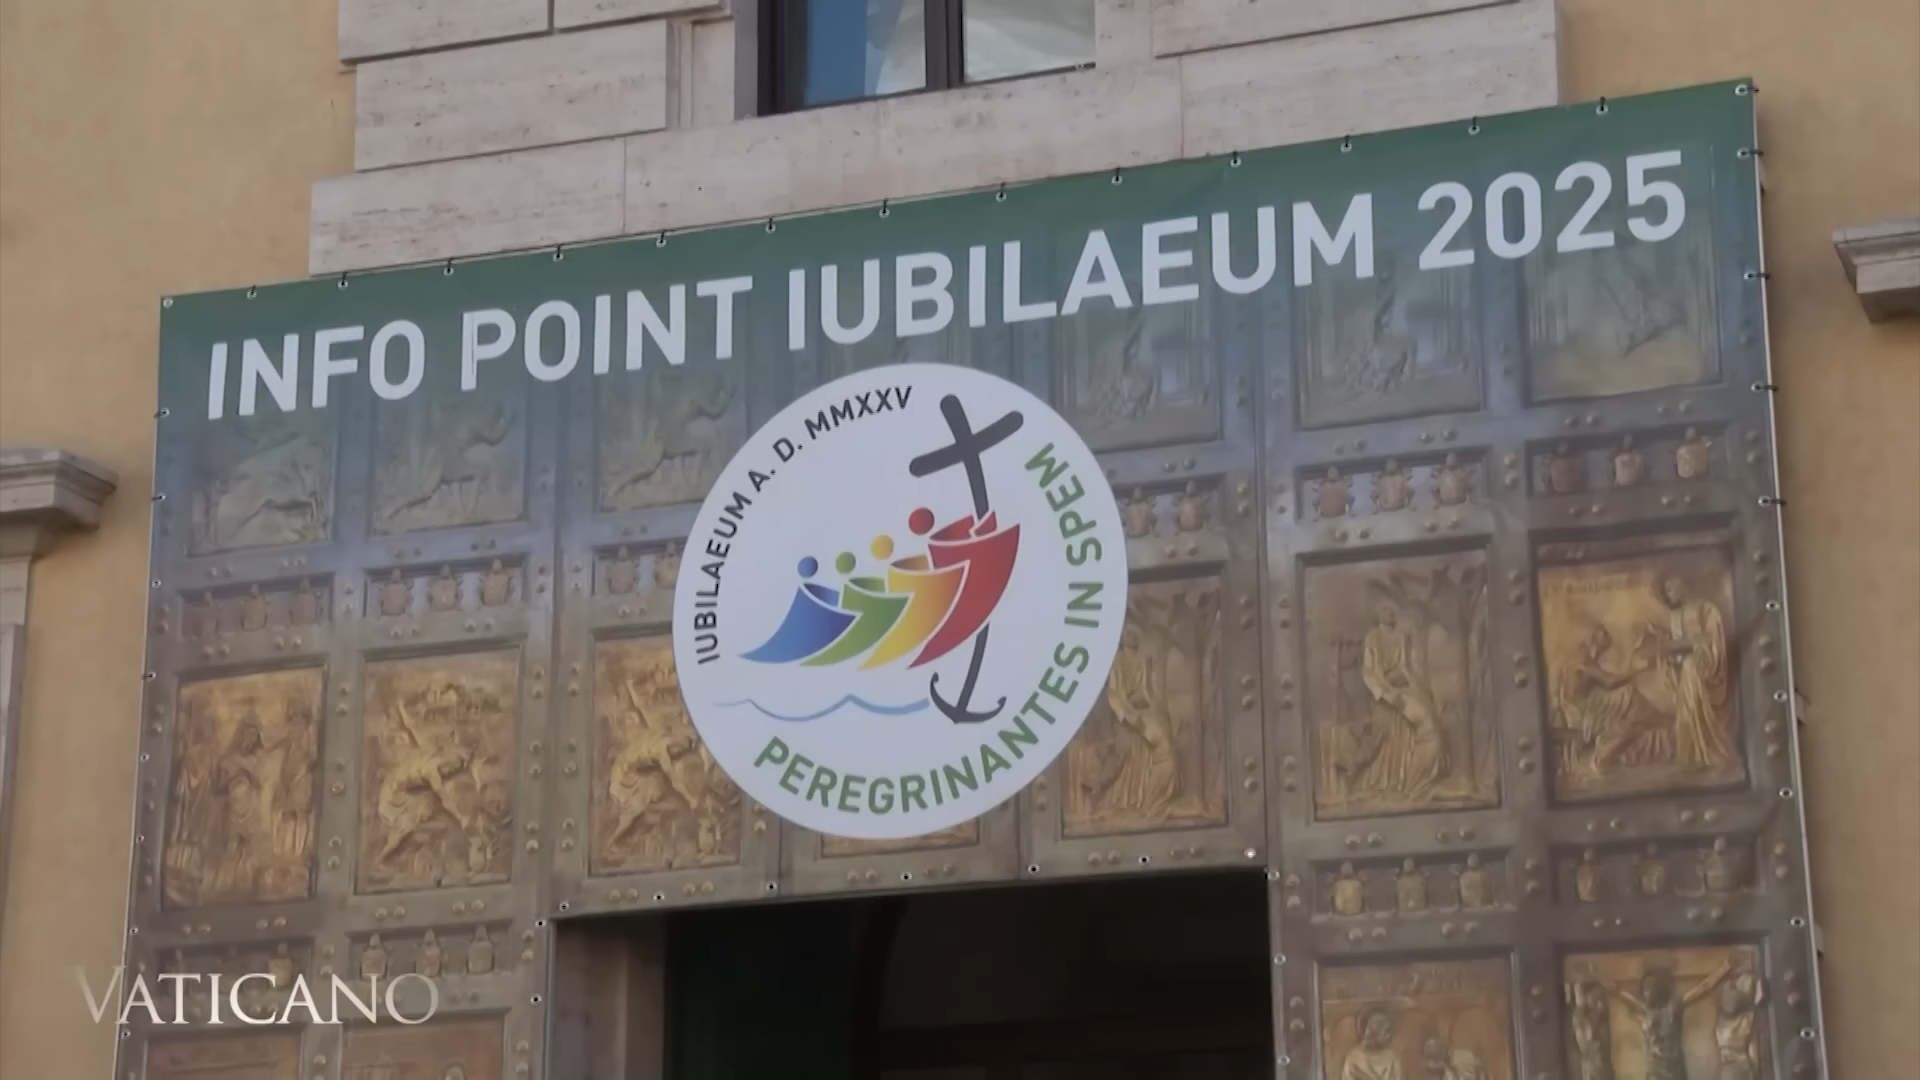 INFO POINT IUBILAEUM 2025
IUBILAEUM A. D. MMXXV
PEREGRINANTES IN SPEM
VATICANO